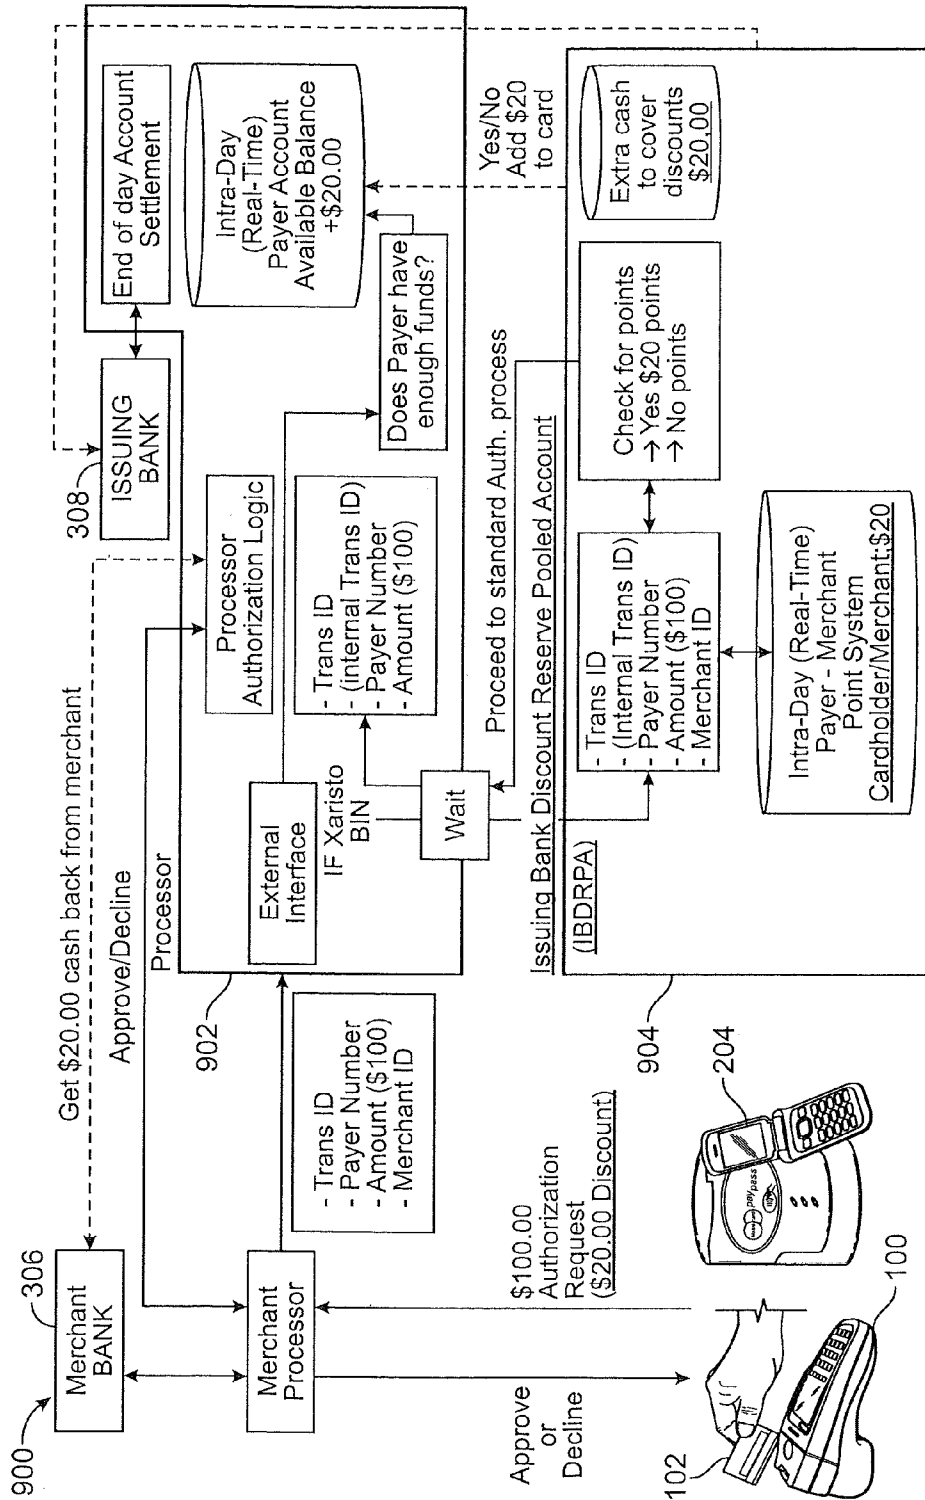 900
306
Merchant
BANK
Get $20.00 cash back from merchant
Approve/Decline
Processor
308
ISSUING
BANK
End of day Account
Settlement
Processor
Authorization Logic
Intra-Day
(Real-Time)
Payer Account
Available Balance
+$20.00
902
Merchant
Processor
- Trans ID
- Payer Number
- Amount ($100)
- Merchant ID
External
Interface
IF Xaristo
BIN
- Trans ID
- (internal Trans ID)
- Payer Number
- Amount ($100)
Does Payer have
enough funds?
Wait
Proceed to standard Auth. process
Yes/No
Add $20
to card
Approve
or
Decline
$100.00
Authorization
Request
($20.00 Discount)
Issuing Bank Discount Reserve Pooled Account
(IBDRPA)
904
- Trans ID
- (Internal Trans ID)
- Payer Number
- Amount ($100)
- Merchant ID
Check for points
→ Yes $20 points
→ No points
Extra cash
to cover
discounts
$20.00
Intra-Day (Real-Time)
Payer - Merchant
Point System
Cardholder/Merchant;$20
102
100
204
pay pass